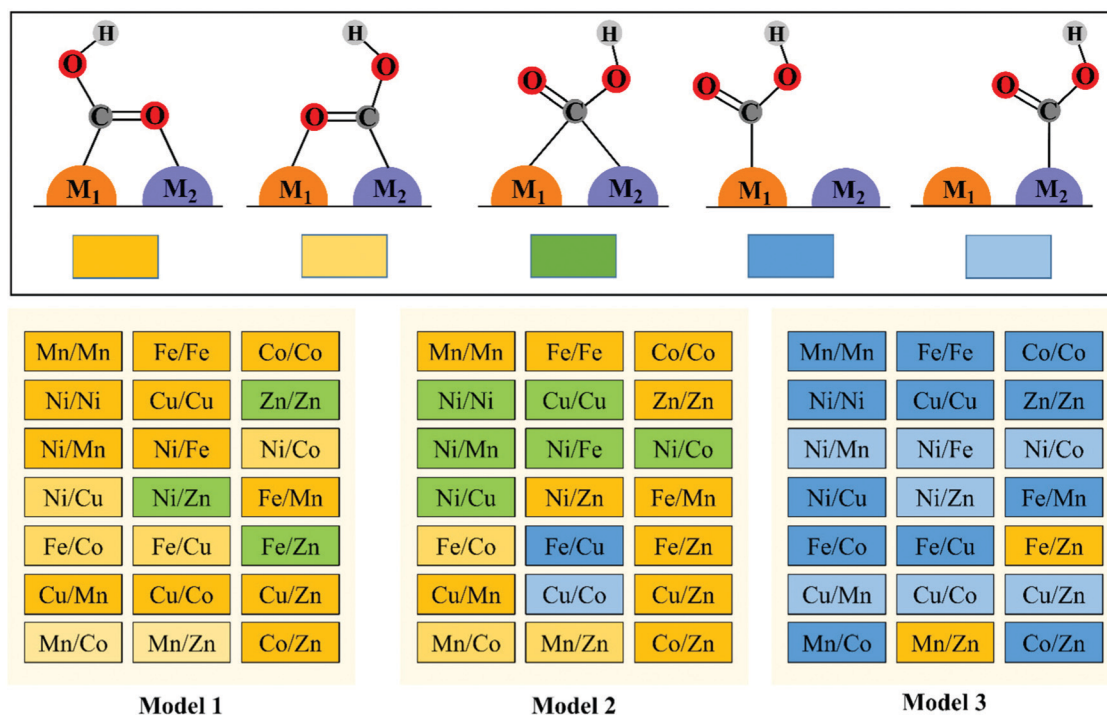 H H H H H
O O O O O O O O O O
C O O C C C C
M₁ M₂ M₁ M₂ M₁ M₂ M₁ M₂ M₁ M₂
Mn/Mn Fe/Fe Co/Co
Ni/Ni Cu/Cu Zn/Zn
Ni/Mn Ni/Fe Ni/Co
Ni/Cu Ni/Zn Fe/Mn
Fe/Co Fe/Cu Fe/Zn
Cu/Mn Cu/Co Cu/Zn
Mn/Co Mn/Zn Co/Zn
Model 1
Mn/Mn Fe/Fe Co/Co
Ni/Ni Cu/Cu Zn/Zn
Ni/Mn Ni/Fe Ni/Co
Ni/Cu Ni/Zn Fe/Mn
Fe/Co Fe/Cu Fe/Zn
Cu/Mn Cu/Co Cu/Zn
Mn/Co Mn/Zn Co/Zn
Model 2
Mn/Mn Fe/Fe Co/Co
Ni/Ni Cu/Cu Zn/Zn
Ni/Mn Ni/Fe Ni/Co
Ni/Cu Ni/Zn Fe/Mn
Fe/Co Fe/Cu Fe/Zn
Cu/Mn Cu/Co Cu/Zn
Mn/Co Mn/Zn Co/Zn
Model 3